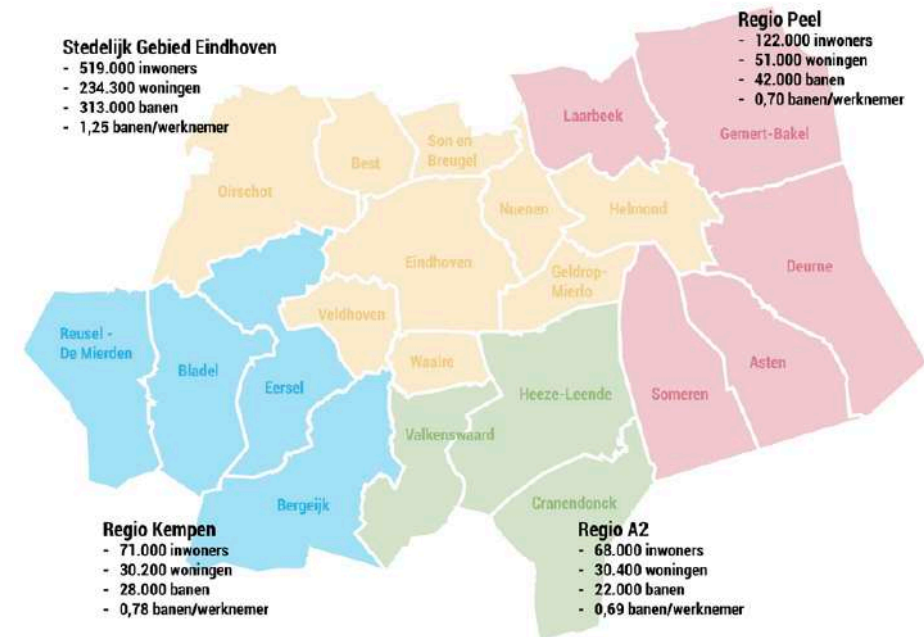 Stedelijk Gebied Eindhoven
- 519.000 inwoners
- 234.300 woningen
- 313.000 banen
- 1,25 banen/werknemer
Regio Peel
- 122.000 inwoners
- 51.000 woningen
- 42.000 banen
- 0,70 banen/werknemer
Laarbeek
Gemert-Bakel
Son en
Breugel
Best
Oirschot
Nuenen
Helmond
Eindhoven
Geldrop-
Mierlo
Deurne
Veldhoven
Reusel -
De Mierden
Bladel
Eersel
Waalre
Heeze-Leende
Someren
Asten
Valkenswaard
Bergeijk
Cranendonck
Regio Kempen
- 71.000 inwoners
- 30.200 woningen
- 28.000 banen
- 0,78 banen/werknemer
Regio A2
- 68.000 inwoners
- 30.400 woningen
- 22.000 banen
- 0,69 banen/werknemer